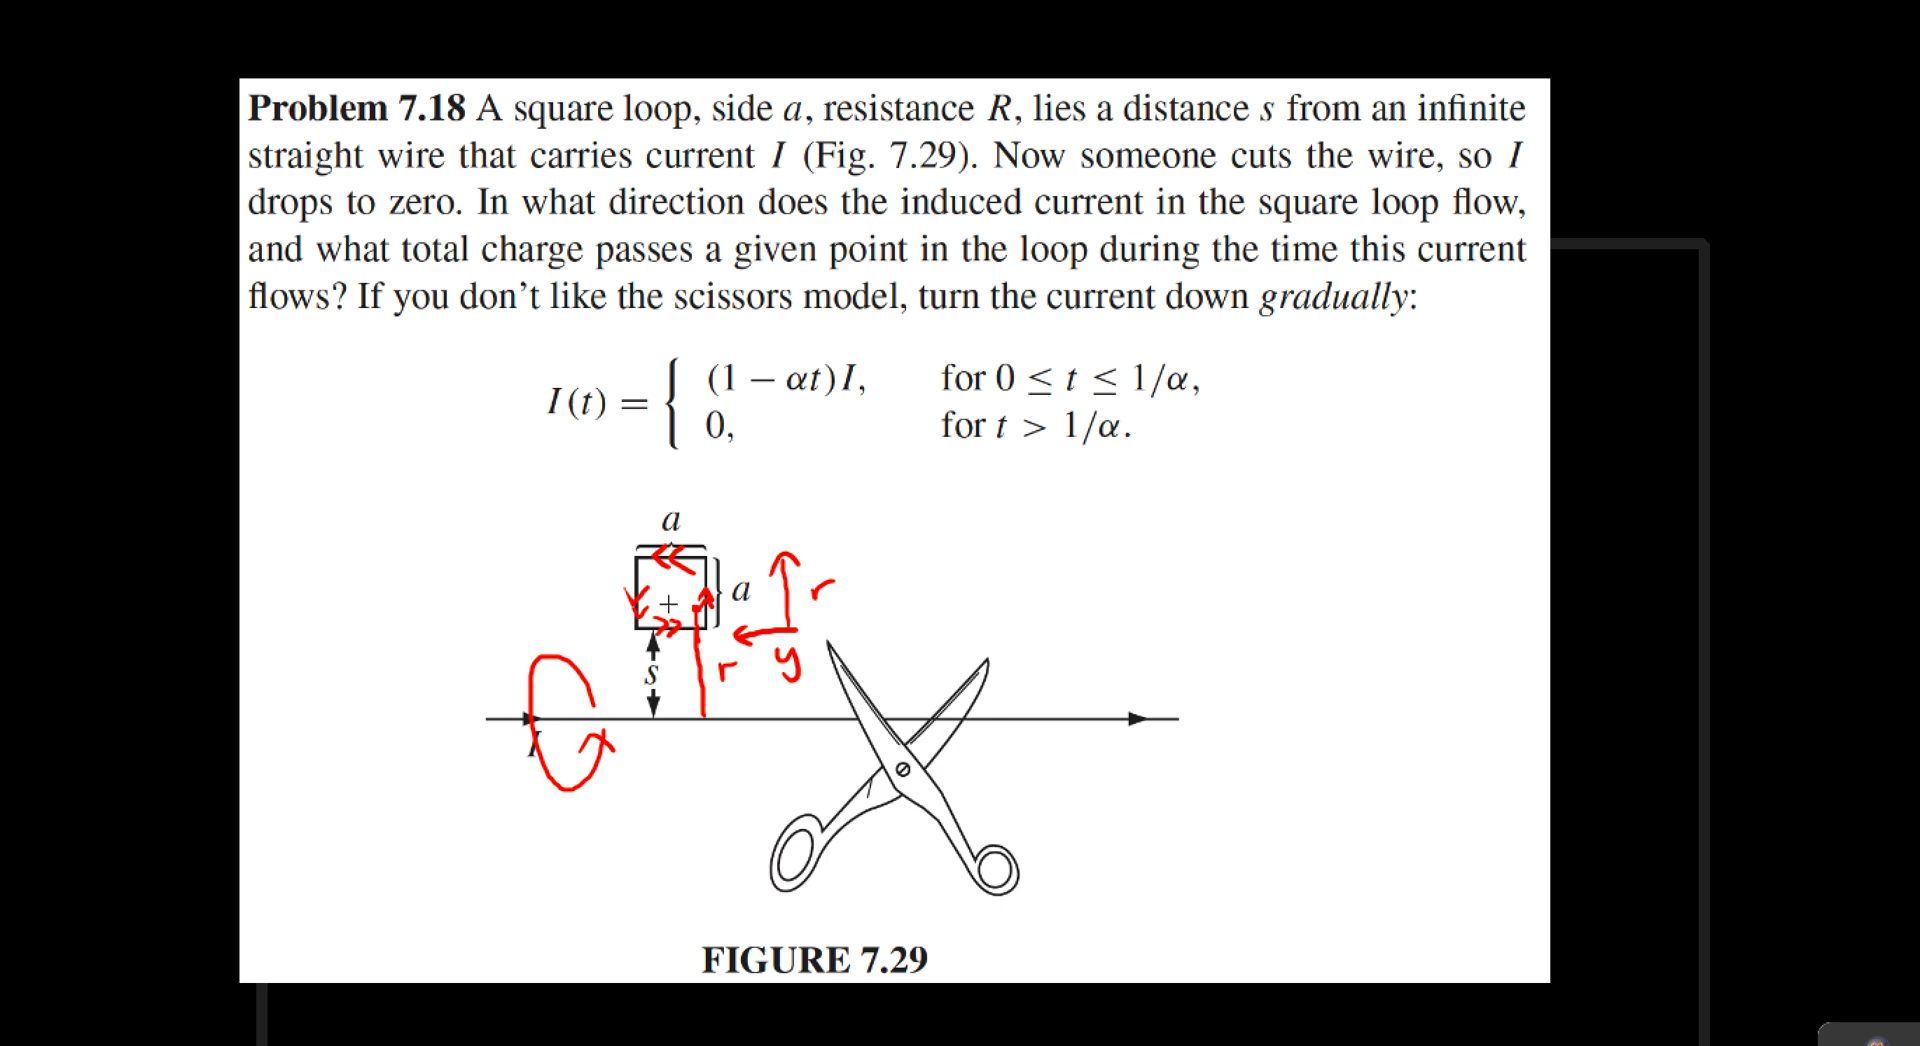 Problem 7.18 A square loop, side a, resistance R, lies a distance s from an infinite
straight wire that carries current I (Fig. 7.29). Now someone cuts the wire, so I
drops to zero. In what direction does the induced current in the square loop flow,
and what total charge passes a given point in the loop during the time this current
flows? If you don't like the scissors model, turn the current down gradually:
I(t) = { (1 − αt)I, for 0 ≤ t ≤ 1/α,
0, for t > 1/α.
a
+
a
r
s
r
y
I
FIGURE 7.29